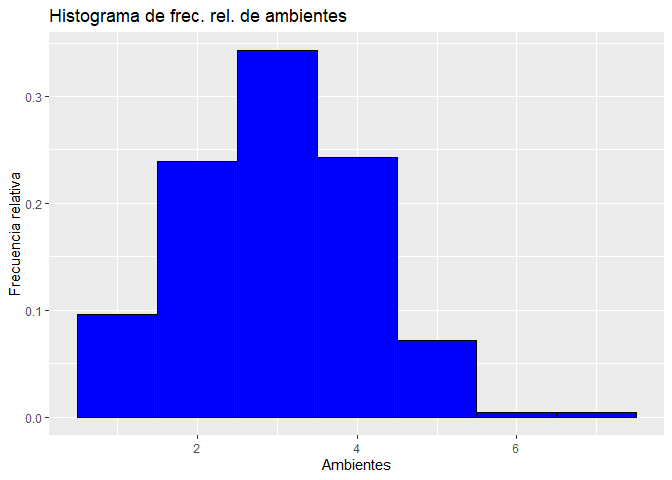 Histograma de frec. rel. de ambientes
Frecuencia relativa
0.3
0.2
0.1
0.0
2 4 6
Ambientes